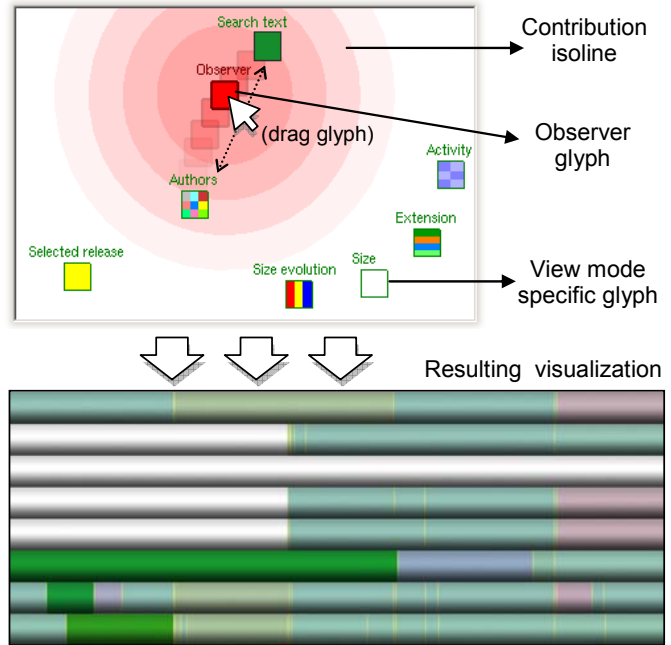 Search text
Contribution
isoline
Observer
(drag glyph)
Observer
glyph
Activity
Authors
Extension
Selected release
Size evolution
Size
View mode
specific glyph
Resulting visualization